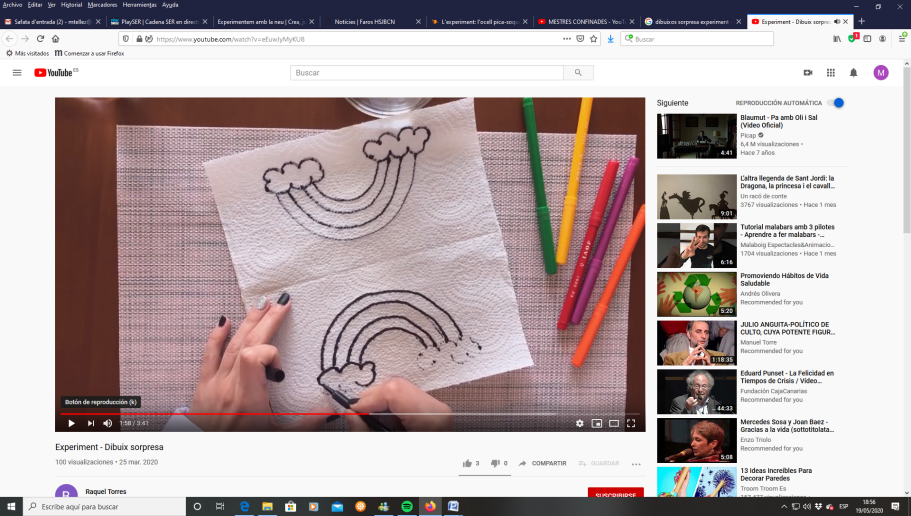 Archivo Editar Ver Historial Marcadores Herramientas Ayuda
Safata d'entrada (2) - mtellez(
PlaySER | Cadena SER en direct
Experimentem amb la neu | Crea, j
Notícies | Fars HSJBCN
L'experiment: l'ocell pica-sop
MESTRES CONFINADES - YouT
dibuixos sorpresa experiment
Experiment - Dibuix sorpres
https://www.youtube.com/watch?v=eEuwJyMyKU8
Buscar
Más visitados Comenzar a usar Firefox
YouTube ES
Buscar
M
Siguiente
REPRODUCCIÓN AUTOMÁTICA
Blaumut - Pa amb Oli i Sal
(Vídeo Oficial)
Picap
6,4 M visualizaciones •
Hace 7 años
4:41
L'altra llegenda de Sant Jordi: la
Dragona, la princesa i el cavall...
Un racó de conte
3767 visualizaciones • Hace 1 mes
9:01
Tutorial malabars amb 3 pilotes
- Aprendre a fer malabars -...
Malaboig Espectacles&Animacio...
1704 visualizaciones • Hace 1 mes
6:16
Promoviendo Hábitos de Vida
Saludable
Andrés Olivera
Recommended for you
5:20
JULIO ANGUITA-POLÍTICO DE
CULTO, CUYA POTENTE FIGUR...
Manuel Torre
Recommended for you
1:18:35
Eduard Punset - La Felicidad en
Tiempos de Crisis / Vídeo...
Fundación CajaCanarias
Recommended for you
44:33
Mercedes Sosa y Joan Baez -
Gracias a la vida (sottotitolata...
Enzo Triolo
Recommended for you
5:08
13 Ideas Increíbles Para
Decorar Paredes
Troom Troom Es
Botón de reproducción (k)
1:58 / 3:41
Experiment - Dibuix sorpresa
100 visualizaciones • 25 mar. 2020
3 0 COMPARTIR GUARDAR
R
Raquel Torres
SUSCRIBIRSE
Escribe aquí para buscar
ESP
18:56
19/05/2020